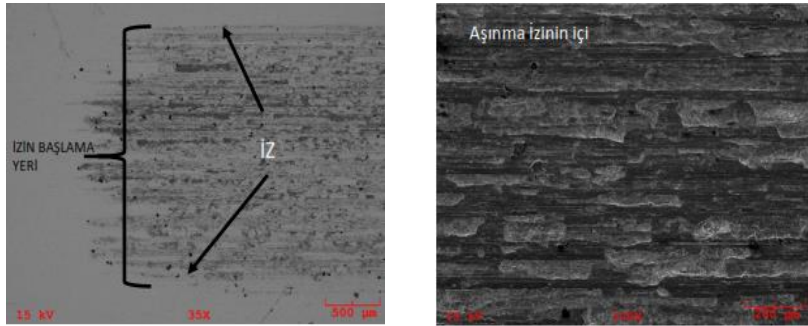 İZİN BAŞLAMA
YERİ
İZ
15 kV
35X
500 µm
Aşınma İzinin içi